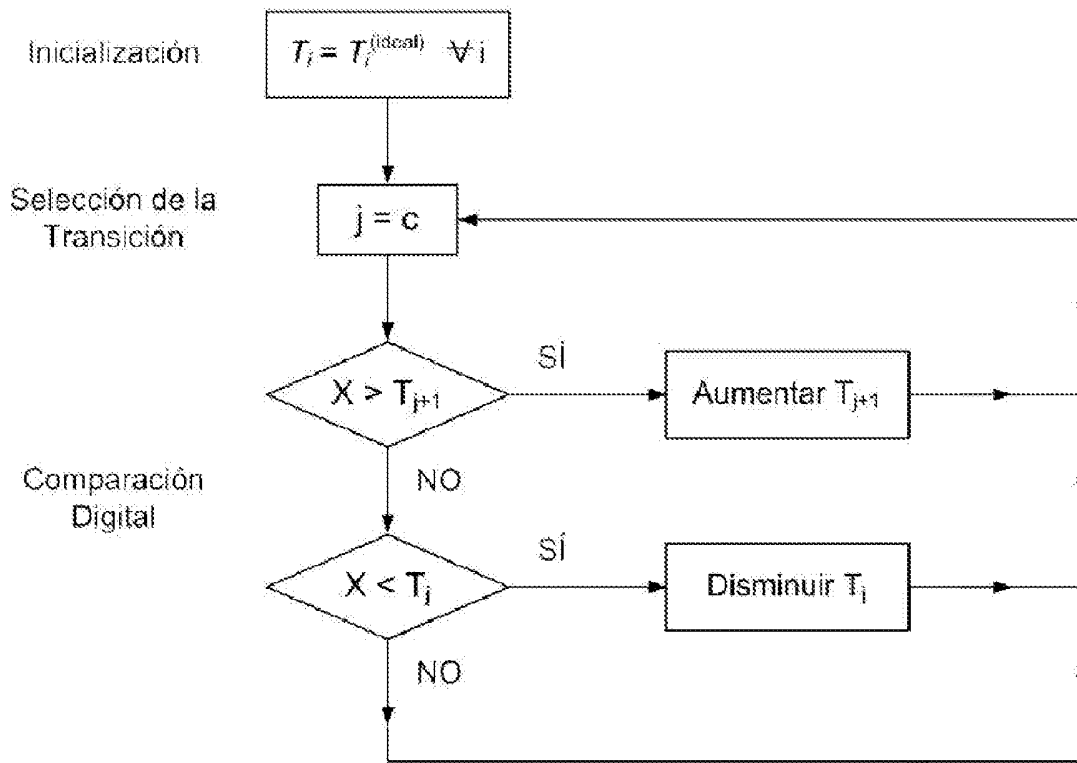 Inicialización
Tᵢ = Tᵢ⁽ⁱᵈᵉᵃˡ⁾ ∀ i
Selección de la
Transición
j = c
X > Tⱼ₊₁
SÍ
Aumentar Tⱼ₊₁
NO
Comparación
Digital
X < Tⱼ
SÍ
Disminuir Tⱼ
NO